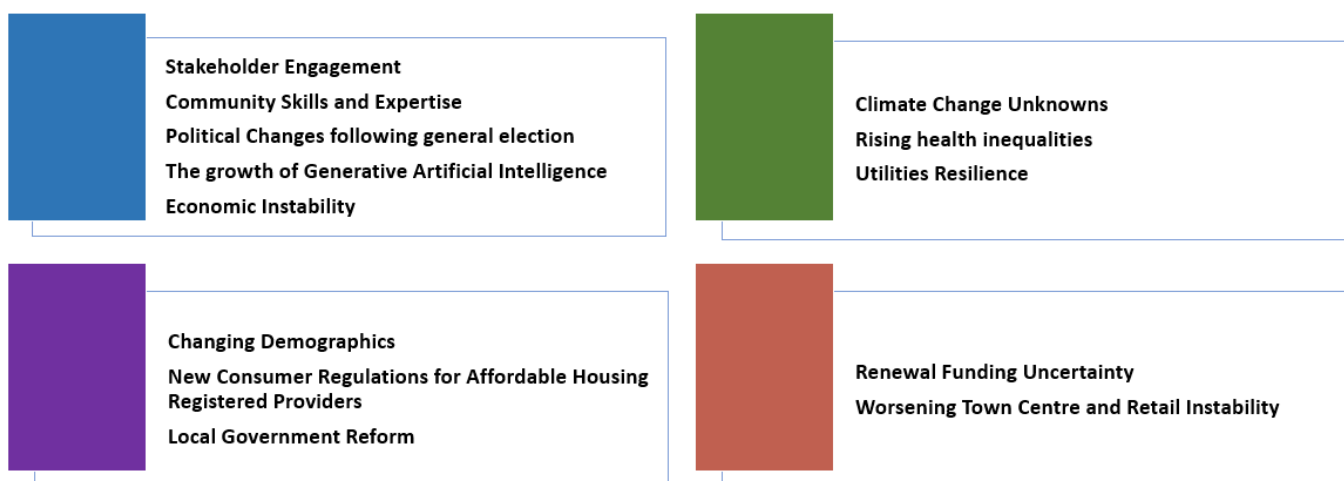 Stakeholder Engagement
Community Skills and Expertise
Political Changes following general election
The growth of Generative Artificial Intelligence
Economic Instability
Climate Change Unknowns
Rising health inequalities
Utilities Resilience
Changing Demographics
New Consumer Regulations for Affordable Housing
Registered Providers
Local Government Reform
Renewal Funding Uncertainty
Worsening Town Centre and Retail Instability